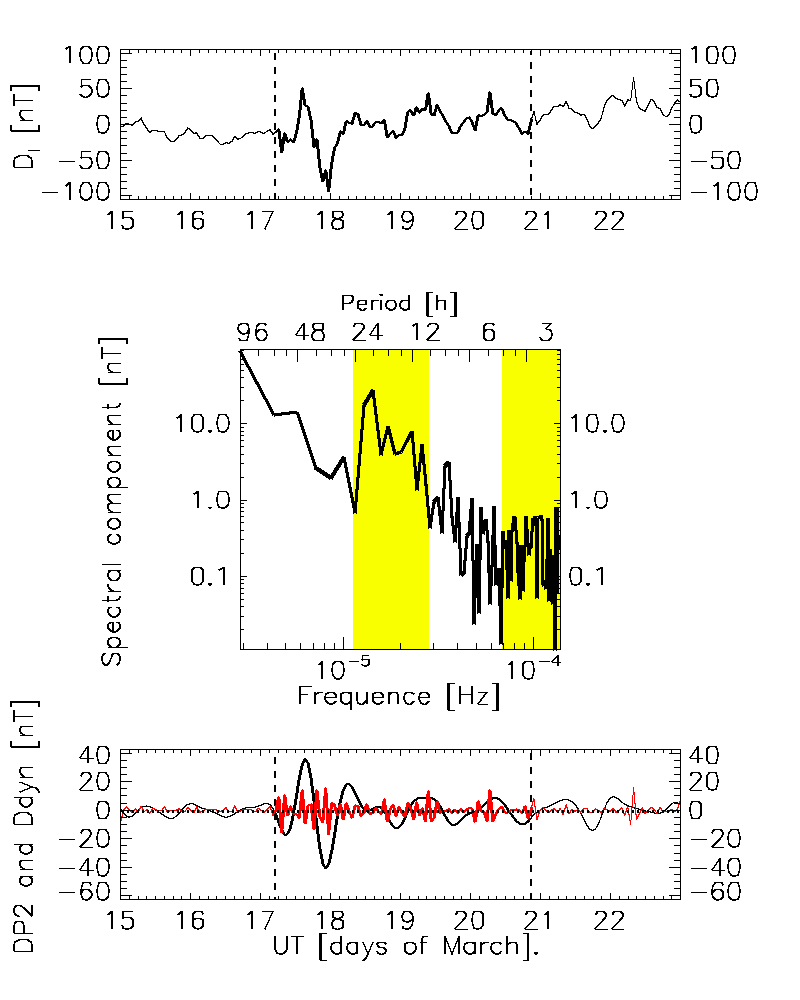 100 100
50 50
0 0
−50 −50
−100 −100
D_I [nT]
15 16 17 18 19 20 21 22
Period [h]
96 48 24 12 6 3
Spectral component [nT]
10.0 10.0
1.0 1.0
0.1 0.1
10⁻⁵ 10⁻⁴
Frequence [Hz]
DP2 and Ddyn [nT]
40 40
20 20
0 0
−20 −20
−40 −40
−60 −60
15 16 17 18 19 20 21 22
UT [days of March].